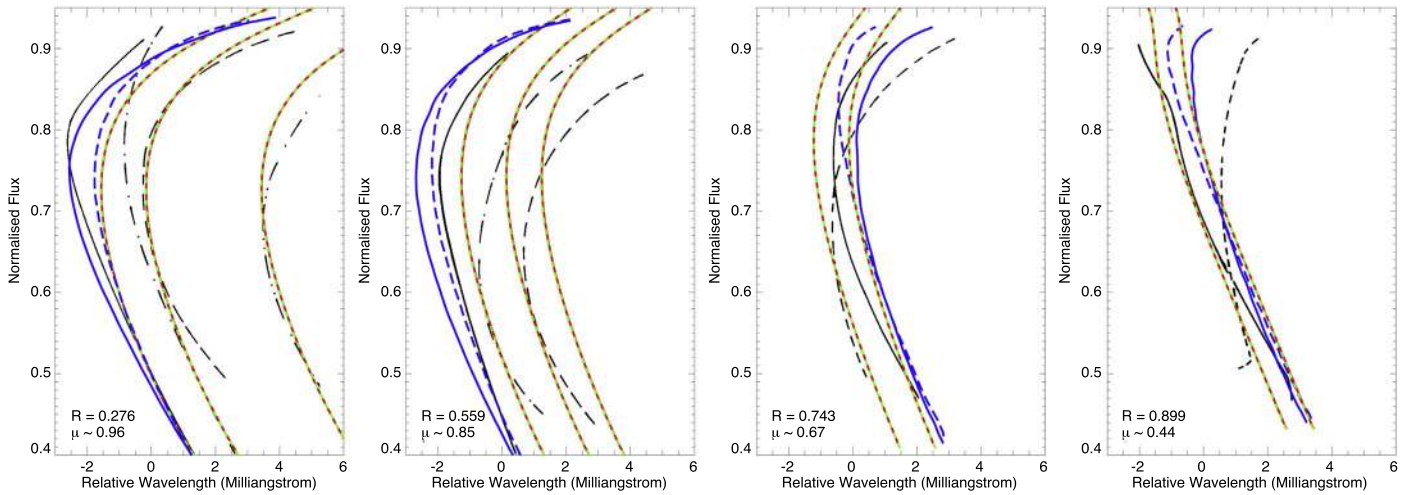 0.9
0.8
0.7
0.6
0.5
0.4
Normalised Flux
R = 0.276
μ ~ 0.96
-2 0 2 4 6
Relative Wavelength (Milliangstrom)
0.9
0.8
0.7
0.6
0.5
0.4
Normalised Flux
R = 0.559
μ ~ 0.85
-2 0 2 4 6
Relative Wavelength (Milliangstrom)
0.9
0.8
0.7
0.6
0.5
0.4
Normalised Flux
R = 0.743
μ ~ 0.67
-2 0 2 4 6
Relative Wavelength (Milliangstrom)
0.9
0.8
0.7
0.6
0.5
0.4
Normalised Flux
R = 0.899
μ ~ 0.44
-2 0 2 4 6
Relative Wavelength (Milliangstrom)